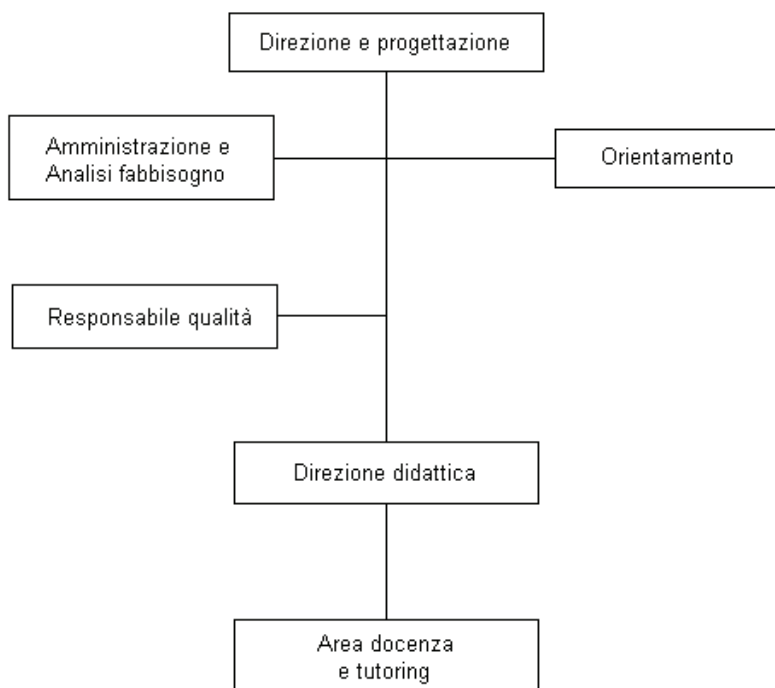 Direzione e progettazione
Amministrazione e
Analisi fabbisogno
Orientamento
Responsabile qualità
Direzione didattica
Area docenza
e tutoring